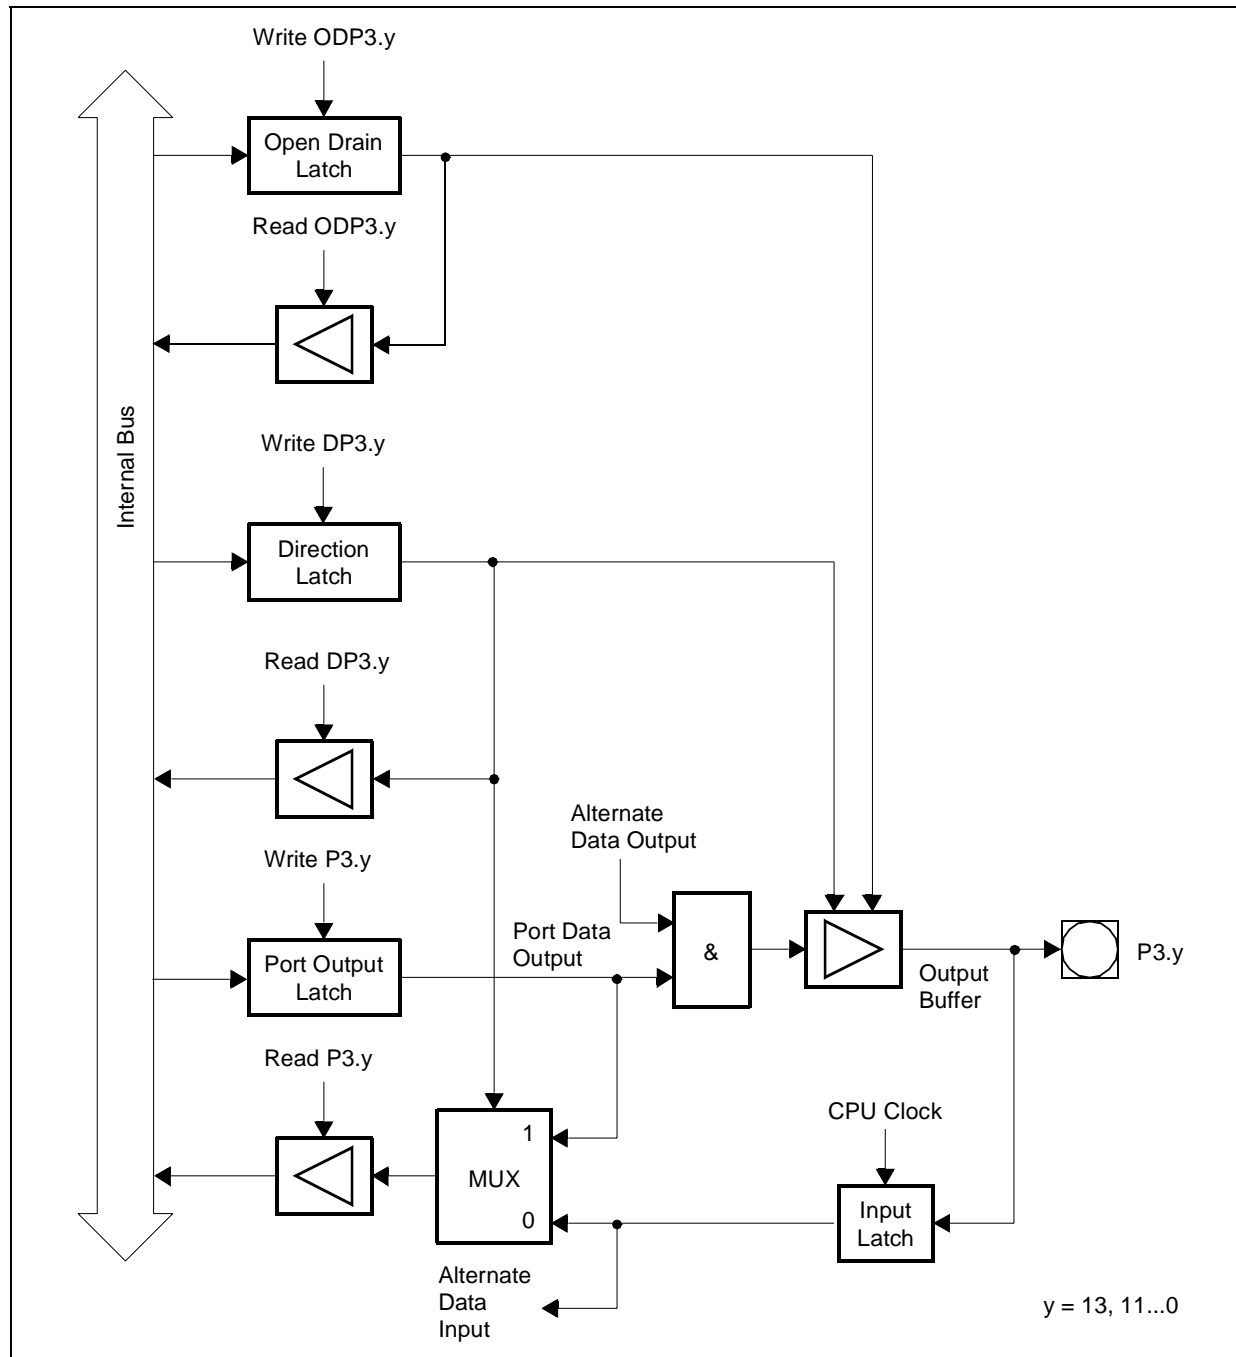 Write ODP3.y
Open Drain
Latch
Read ODP3.y
Internal Bus
Write DP3.y
Direction
Latch
Read DP3.y
Alternate
Data Output
Write P3.y
Port Data
Output
&
Port Output
Latch
Output
Buffer
P3.y
Read P3.y
CPU Clock
1
MUX
0
Input
Latch
Alternate
Data
Input
y = 13, 11...0